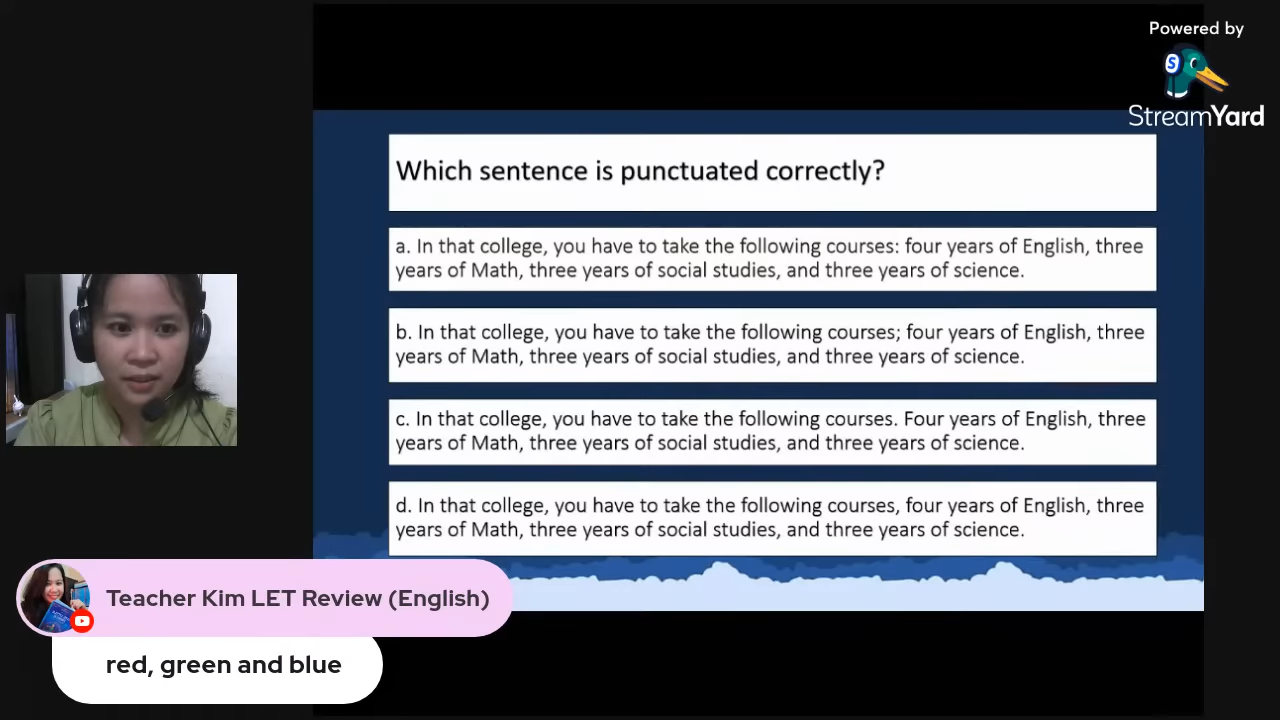 Powered by
StreamYard
Which sentence is punctuated correctly?
a. In that college, you have to take the following courses: four years of English, three
years of Math, three years of social studies, and three years of science.
b. In that college, you have to take the following courses; four years of English, three
years of Math, three years of social studies, and three years of science.
c. In that college, you have to take the following courses. Four years of English, three
years of Math, three years of social studies, and three years of science.
d. In that college, you have to take the following courses, four years of English, three
years of Math, three years of social studies, and three years of science.
Teacher Kim LET Review (English)
red, green and blue